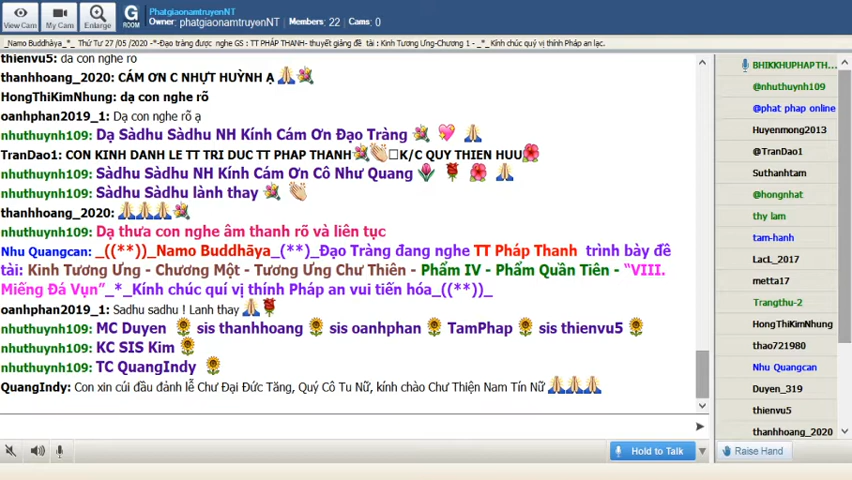 View Cam
My Cam
Enlarge
G
ROOM
PhatgiaonamtruyenNT
Owner: phatgiaonamtruyenNT | Members: 22 | Cams: 0
_Namo Buddhāya_*_ Thứ Tư 27 /05 /2020 -*-Đạo tràng được nghe GS : TT PHÁP THANH- thuyết giảng đề tài : Kinh Tương Ưng-Chương 1 - _*_ Kính chúc quý vị thính Pháp an lạc.
thienvu5: dạ con nghe rõ
thanhhoang_2020: CÁM ƠN C NHỰT HUỲNH Ạ
HongThiKimNhung: dạ con nghe rõ
oanhphan2019_1: Dạ con nghe rõ ạ
nhuthuynh109: Dạ Sàdhu Sàdhu NH Kính Cám Ơn Đạo Tràng
TranDao1: CON KINH DANH LE TT TRI DUC TT PHAP THANH K/C QUY THIEN HUU
nhuthuynh109: Sàdhu Sàdhu NH Kính Cám Ơn Cô Như Quang
nhuthuynh109: Sàdhu Sàdhu lành thay
thanhhoang_2020:
nhuthuynh109: Dạ thưa con nghe âm thanh rõ và liên tục
Nhu Quangcan: _((**))_Namo Buddhāya_(**)_Đạo Tràng đang nghe TT Pháp Thanh trình bày đề
tài: Kinh Tương Ưng - Chương Một - Tương Ưng Chư Thiên - Phẩm IV - Phẩm Quần Tiên - “VIII.
Miếng Đá Vụn”_*_Kính chúc quí vị thính Pháp an vui tiến hóa_((**))_
oanhphan2019_1: Sadhu sadhu ! Lanh thay
nhuthuynh109: MC Duyen sis thanhhoang sis oanhphan TamPhap sis thienvu5
nhuthuynh109: KC SIS Kim
nhuthuynh109: TC QuangIndy
QuangIndy: Con xin cúi đầu đảnh lễ Chư Đại Đức Tăng, Quý Cô Tu Nữ, kính chào Chư Thiện Nam Tín Nữ
BHIKKHUPHAPTH...
@nhuthuynh109
@phat phap online
Huyenmong2013
@TranDao1
Suthanhtam
@hongnhat
thy lam
tam-hanh
LacL_2017
metta17
Trangthu-2
HongThiKimNhung
thao721980
Nhu Quangcan
Duyen_319
thienvu5
thanhhoang_2020
Hold to Talk
Raise Hand